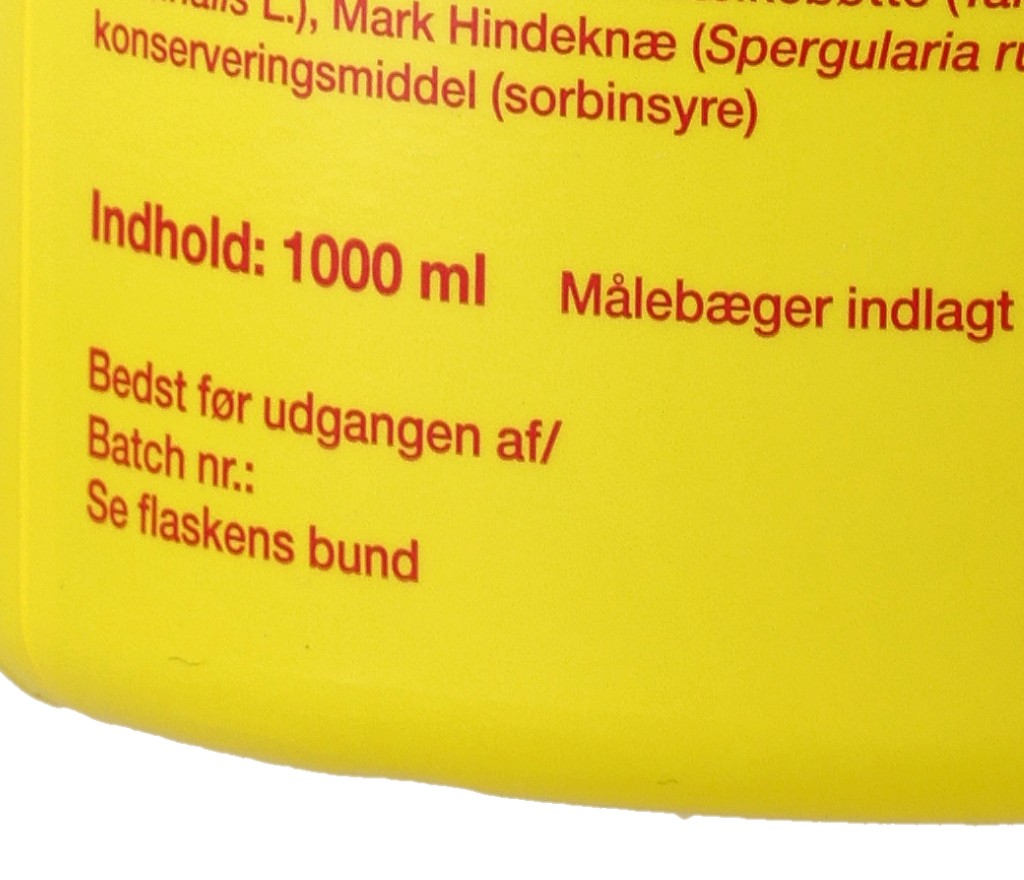 L.), Mark Hindeknæ (Spergularia
konserveringsmiddel (sorbinsyre)
Indhold: 1000 ml Målebæger indlagt
Bedst før udgangen af/
Batch nr.:
Se flaskens bund